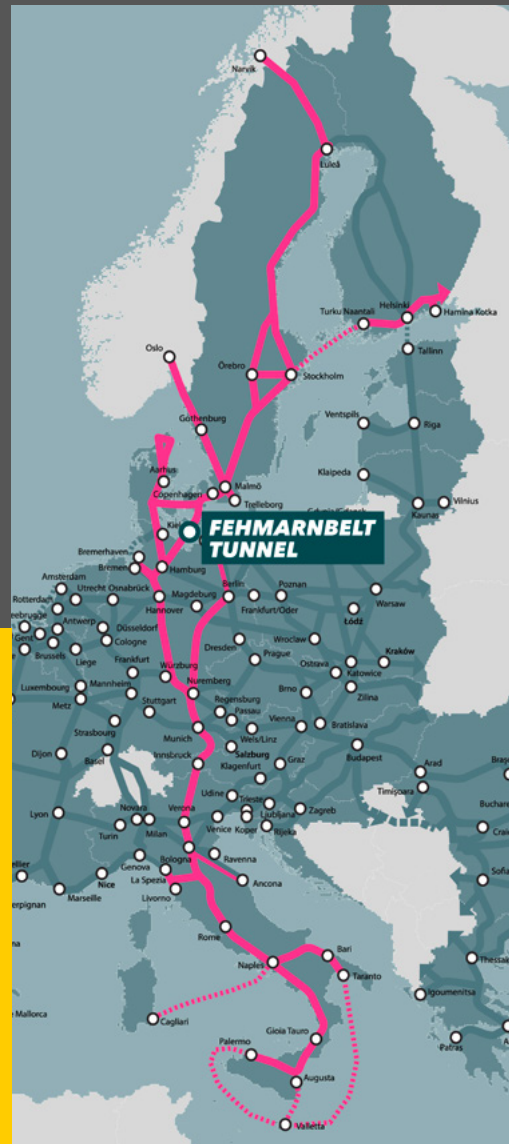 Narvik
Luleå
Helsinki
Turku Naantali
Hamina Kotka
Oslo
Tallinn
Örebro
Stockholm
Gothenburg
Ventspils
Riga
Aarhus
Malmö
Copenhagen
Trelleborg
Klaipeda
Vilnius
Kaunas
Kiel
FEHMARNBELT
TUNNEL
Bremerhaven
Bremen
Hamburg
Amsterdam
Utrecht
Osnabrück
Magdeburg
Berlin
Poznan
Rotterdam
Hannover
Frankfurt/Oder
Warsaw
Łódź
eebrugge
Antwerp
Düsseldorf
Gent
Cologne
Dresden
Wrocław
Kraków
Brussels
Liege
Prague
Ostrava
Katowice
Frankfurt
Würzburg
Luxembourg
Mannheim
Nuremberg
Brno
Zilina
Metz
Stuttgart
Regensburg
Passau
Strasbourg
Vienna
Bratislava
Munich
Wels/Linz
Dijon
Basel
Salzburg
Budapest
Innsbruck
Klagenfurt
Graz
Arad
Timişoara
Udine
Trieste
Ljubljana
Zagreb
Lyon
Novara
Verona
Venice
Koper
Rijeka
Turin
Milan
Genova
Bologna
Ravenna
La Spezia
Nice
Marseille
Livorno
Ancona
erpignan
Rome
Bari
Naples
Taranto
Igoumenitsa
Cagliari
Gioia Tauro
Patras
Palermo
Augusta
Valletta